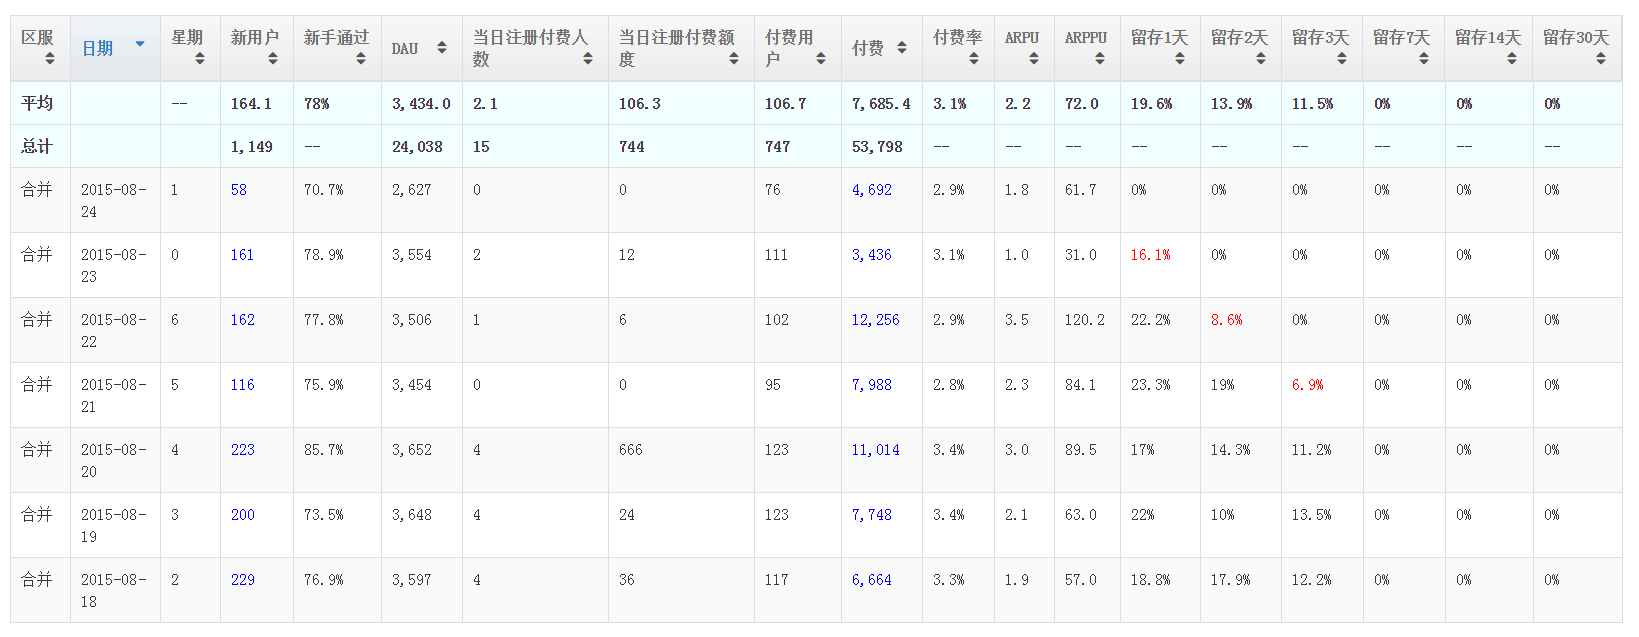 区服 日期 星期 新用户 新手通过 DAU 当日注册付费人数 当日注册付费额度 付费用户 付费 付费率 ARPU ARPPU 留存1天 留存2天 留存3天 留存7天 留存14天 留存30天
平均 -- 164.1 78% 3,434.0 2.1 106.3 106.7 7,685.4 3.1% 2.2 72.0 19.6% 13.9% 11.5% 0% 0% 0%
总计 1,149 -- 24,038 15 744 747 53,798 -- -- -- -- -- -- -- -- --
合并 2015-08-24 1 58 70.7% 2,627 0 0 76 4,692 2.9% 1.8 61.7 0% 0% 0% 0% 0% 0%
合并 2015-08-23 0 161 78.9% 3,554 2 12 111 3,436 3.1% 1.0 31.0 16.1% 0% 0% 0% 0% 0%
合并 2015-08-22 6 162 77.8% 3,506 1 6 102 12,256 2.9% 3.5 120.2 22.2% 8.6% 0% 0% 0% 0%
合并 2015-08-21 5 116 75.9% 3,454 0 0 95 7,988 2.8% 2.3 84.1 23.3% 19% 6.9% 0% 0% 0%
合并 2015-08-20 4 223 85.7% 3,652 4 666 123 11,014 3.4% 3.0 89.5 17% 14.3% 11.2% 0% 0% 0%
合并 2015-08-19 3 200 73.5% 3,648 4 24 123 7,748 3.4% 2.1 63.0 22% 10% 13.5% 0% 0% 0%
合并 2015-08-18 2 229 76.9% 3,597 4 36 117 6,664 3.3% 1.9 57.0 18.8% 17.9% 12.2% 0% 0% 0%